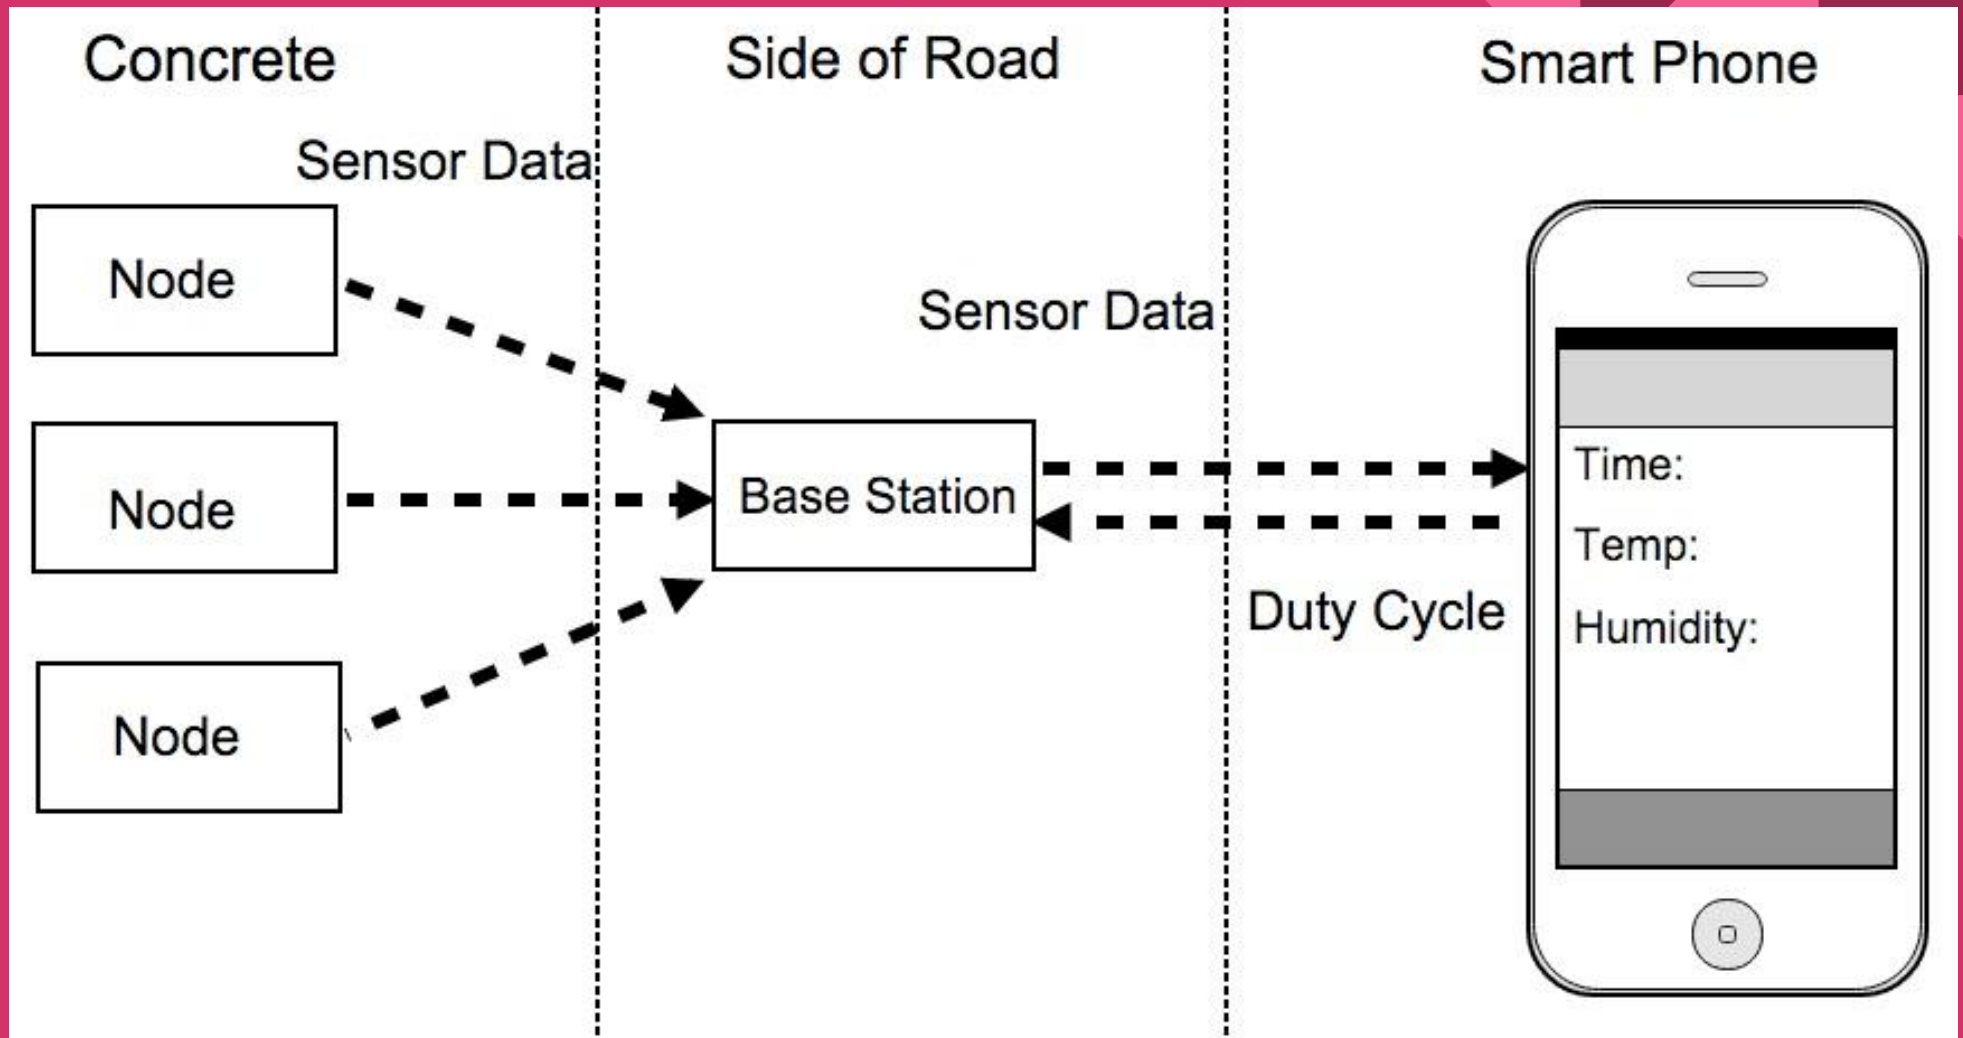 Concrete
Side of Road
Smart Phone
Sensor Data
Node
Sensor Data
Node
Base Station
Time:
Temp:
Duty Cycle
Humidity:
Node